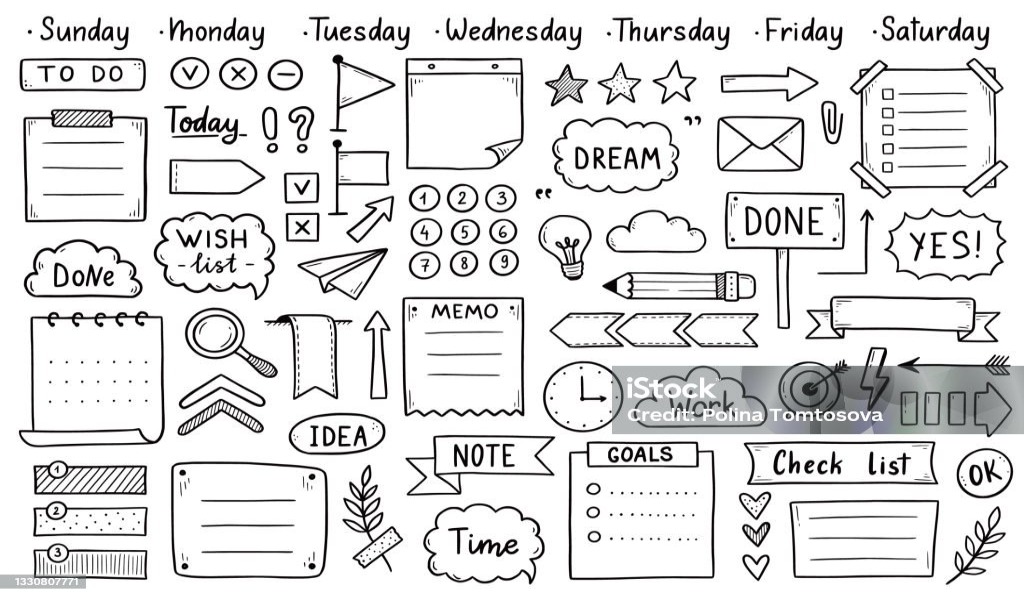 · Sunday · Monday · Tuesday · Wednesday · Thursday · Friday · Saturday
TO DO
Today
! ?
WISH
- list -
DONe
1 2 3
4 5 6
7 8 9
DREAM
”
“
DONE
YES!
MEMO
IDEA
NOTE
Time
Work
iStock
Credit: Polina Tomtosova
GOALS
Check list
OK
1
2
3
1330807771